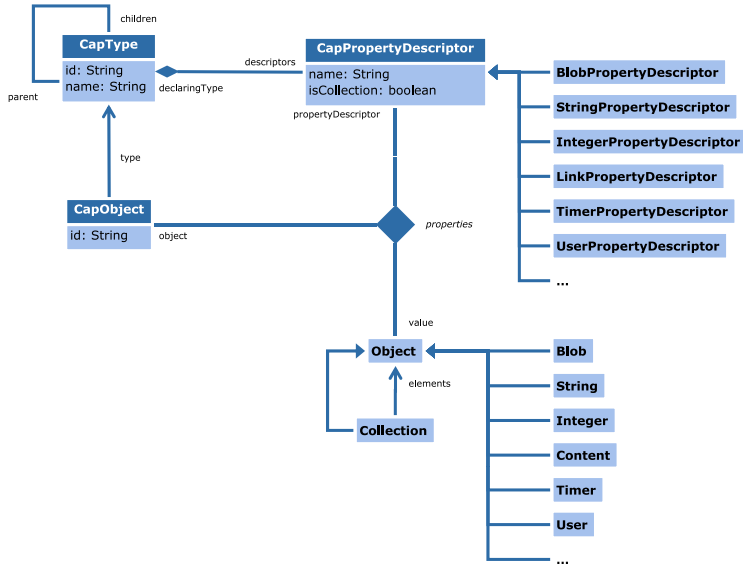 children
CapType
id: String
name: String
parent
declaringType
descriptors
CapPropertyDescriptor
name: String
isCollection: boolean
propertyDescriptor
BlobPropertyDescriptor
StringPropertyDescriptor
IntegerPropertyDescriptor
LinkPropertyDescriptor
TimerPropertyDescriptor
UserPropertyDescriptor
...
type
CapObject
id: String
object
properties
value
Object
elements
Collection
Blob
String
Integer
Content
Timer
User
...